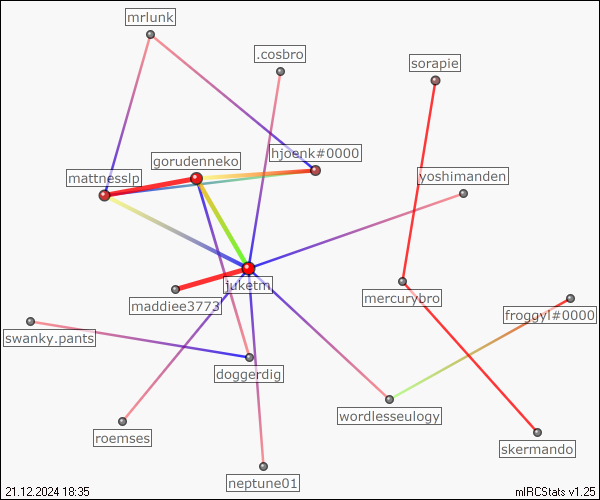 mrlunk
.cosbro
sorapie
hjoenk#0000
gorudenneko
mattnesslp
yoshimanden
juketm
maddiee3773
mercurybro
froggyl#0000
swanky.pants
doggerdig
wordlesseulogy
roemses
skermando
neptune01
21.12.2024 18:35
mIRCStats v1.25